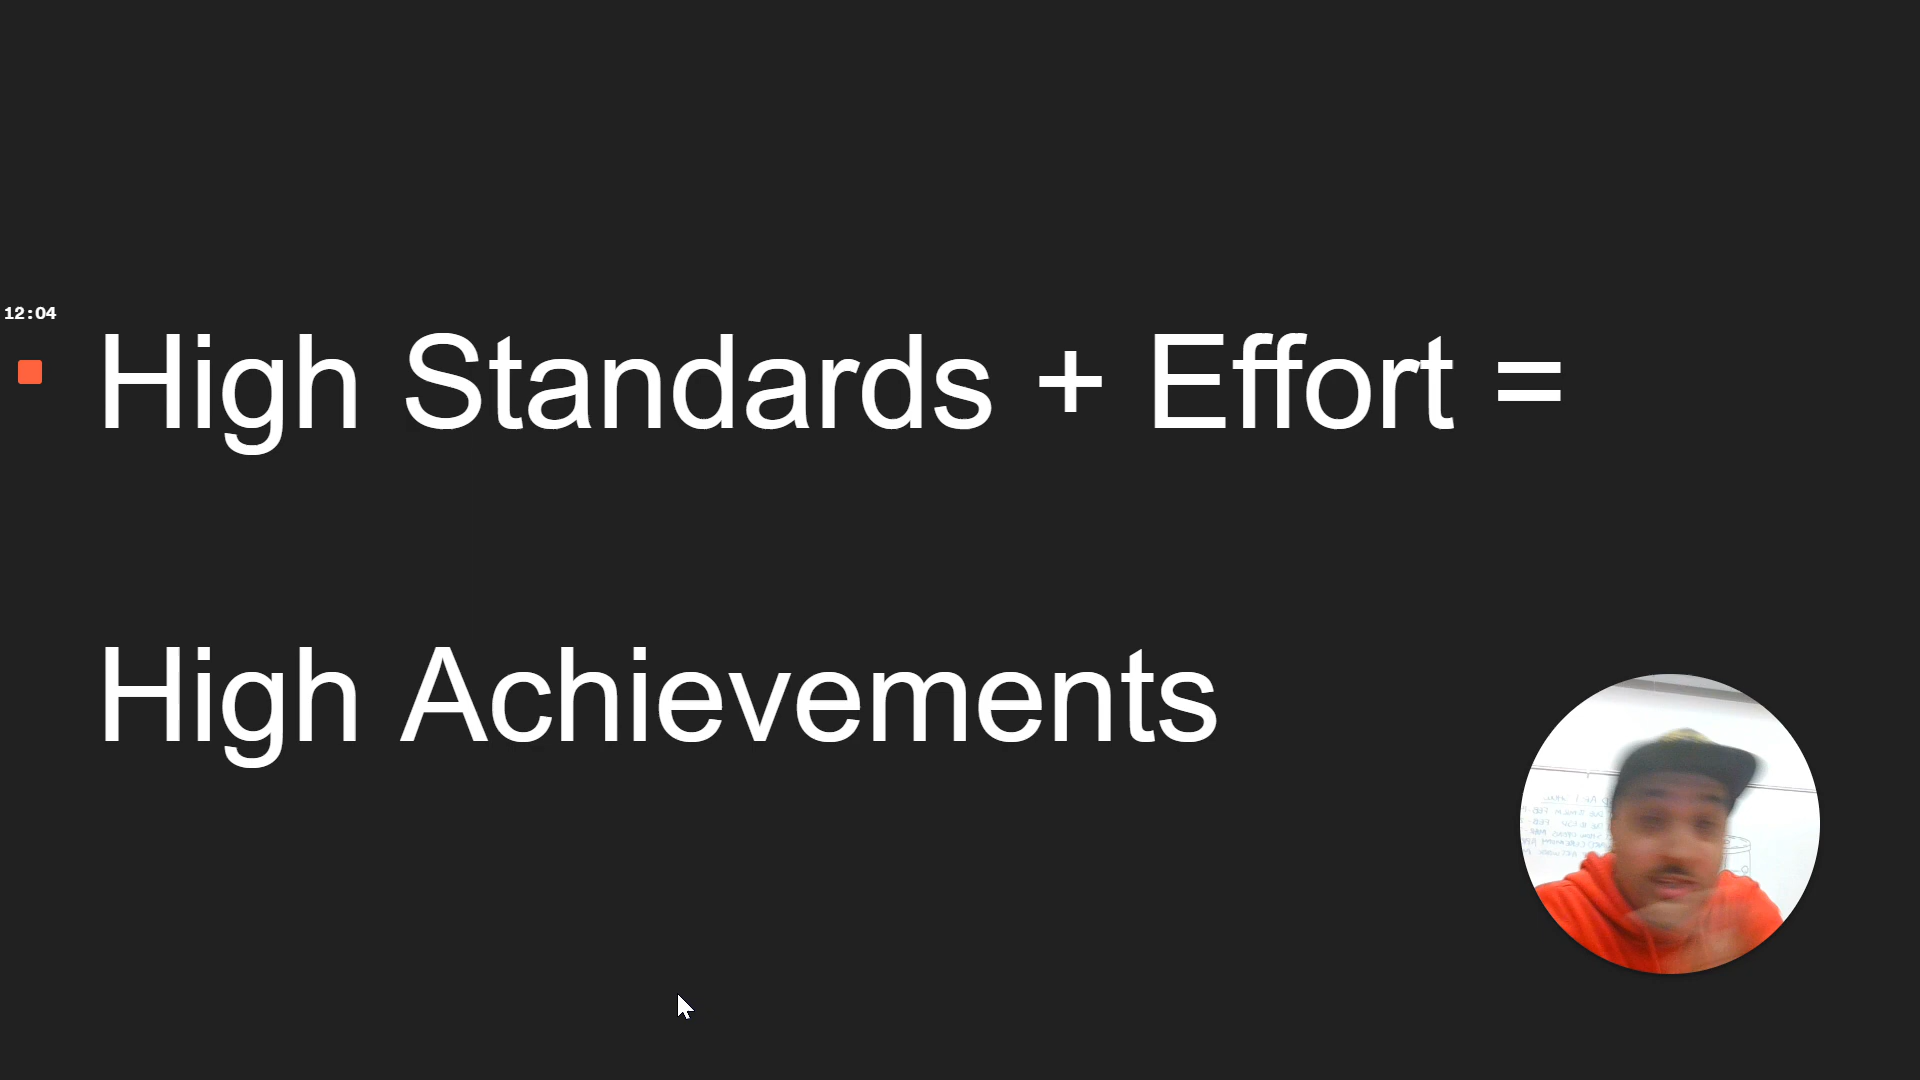 12:04
High Standards + Effort =
High Achievements